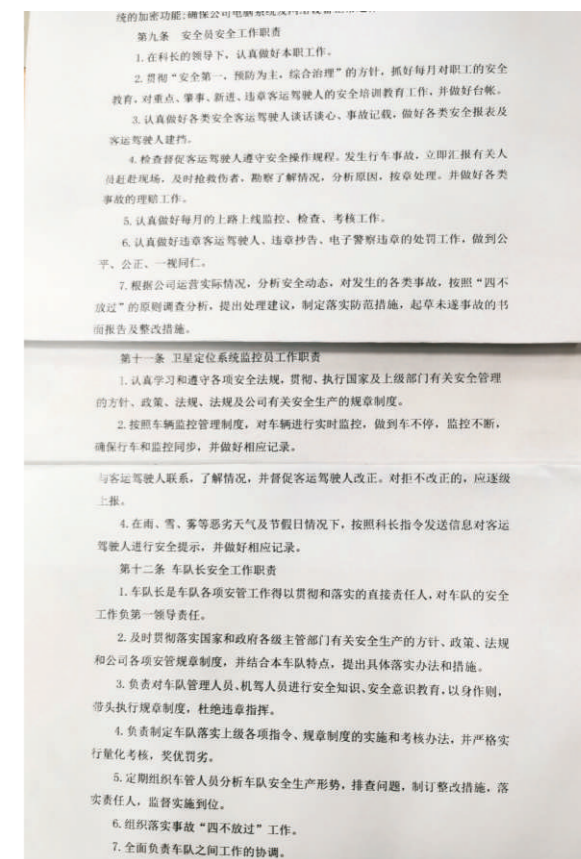 统的加密功能;确保公司电脑系统及网络设备
第九条 安全员安全工作职责
1.在科长的领导下，认真做好本职工作。
2.贯彻“安全第一，预防为主，综合治理”的方针，抓好每月对职工的安全
教育，对重点、肇事、新进、违章客运驾驶人的安全培训教育工作，并做好台帐。
3.认真做好各类安全客运驾驶人谈话谈心、事故记载，做好各类安全报表及
客运驾驶人建挡。
4.检查督促客运驾驶人遵守安全操作规程。发生行车事故，立即汇报有关人
员赶赴现场，及时抢救伤者，勘察了解情况，分析原因，按章处理。并做好各类
事故的理赔工作。
5.认真做好每月的上路上线监控、检查、考核工作。
6.认真做好违章客运驾驶人、违章抄告、电子警察违章的处罚工作，做到公
平、公正、一视同仁。
7.根据公司运营实际情况，分析安全动态，对发生的各类事故，按照“四不
放过”的原则调查分析，提出处理建议，制定落实防范措施，起草未遂事故的书
面报告及整改措施。
第十一条 卫星定位系统监控员工作职责
1.认真学习和遵守各项安全法规，贯彻、执行国家及上级部门有关安全管理
的方针、政策、法规、法规及公司有关安全生产的规章制度。
2.按照车辆监控管理制度，对车辆进行实时监控，做到车不停，监控不断，
确保行车和监控同步，并做好相应记录。
与客运驾驶人联系，了解情况，并督促客运驾驶人改正。对拒不改正的，应逐级
上报。
4.在雨、雪、雾等恶劣天气及节假日情况下，按照科长指令发送信息对客运
驾驶人进行安全提示，并做好相应记录。
第十二条 车队长安全工作职责
1.车队长是车队各项安管工作得以贯彻和落实的直接责任人，对车队的安全
工作负第一领导责任。
2.及时贯彻落实国家和政府各级主管部门有关安全生产的方针、政策、法规
和公司各项安管规章制度，并结合本车队特点，提出具体落实办法和措施。
3.负责对车队管理人员、机驾人员进行安全知识、安全意识教育，以身作则，
带头执行规章制度，杜绝违章指挥。
4.负责制定车队落实上级各项指令、规章制度的实施和考核办法，并严格实
行量化考核，奖优罚劣。
5.定期组织车管人员分析车队安全生产形势，排查问题，制订整改措施，落
实责任人，监督实施到位。
6.组织落实事故“四不放过”工作。
7.全面负责车队之间工作的协调。